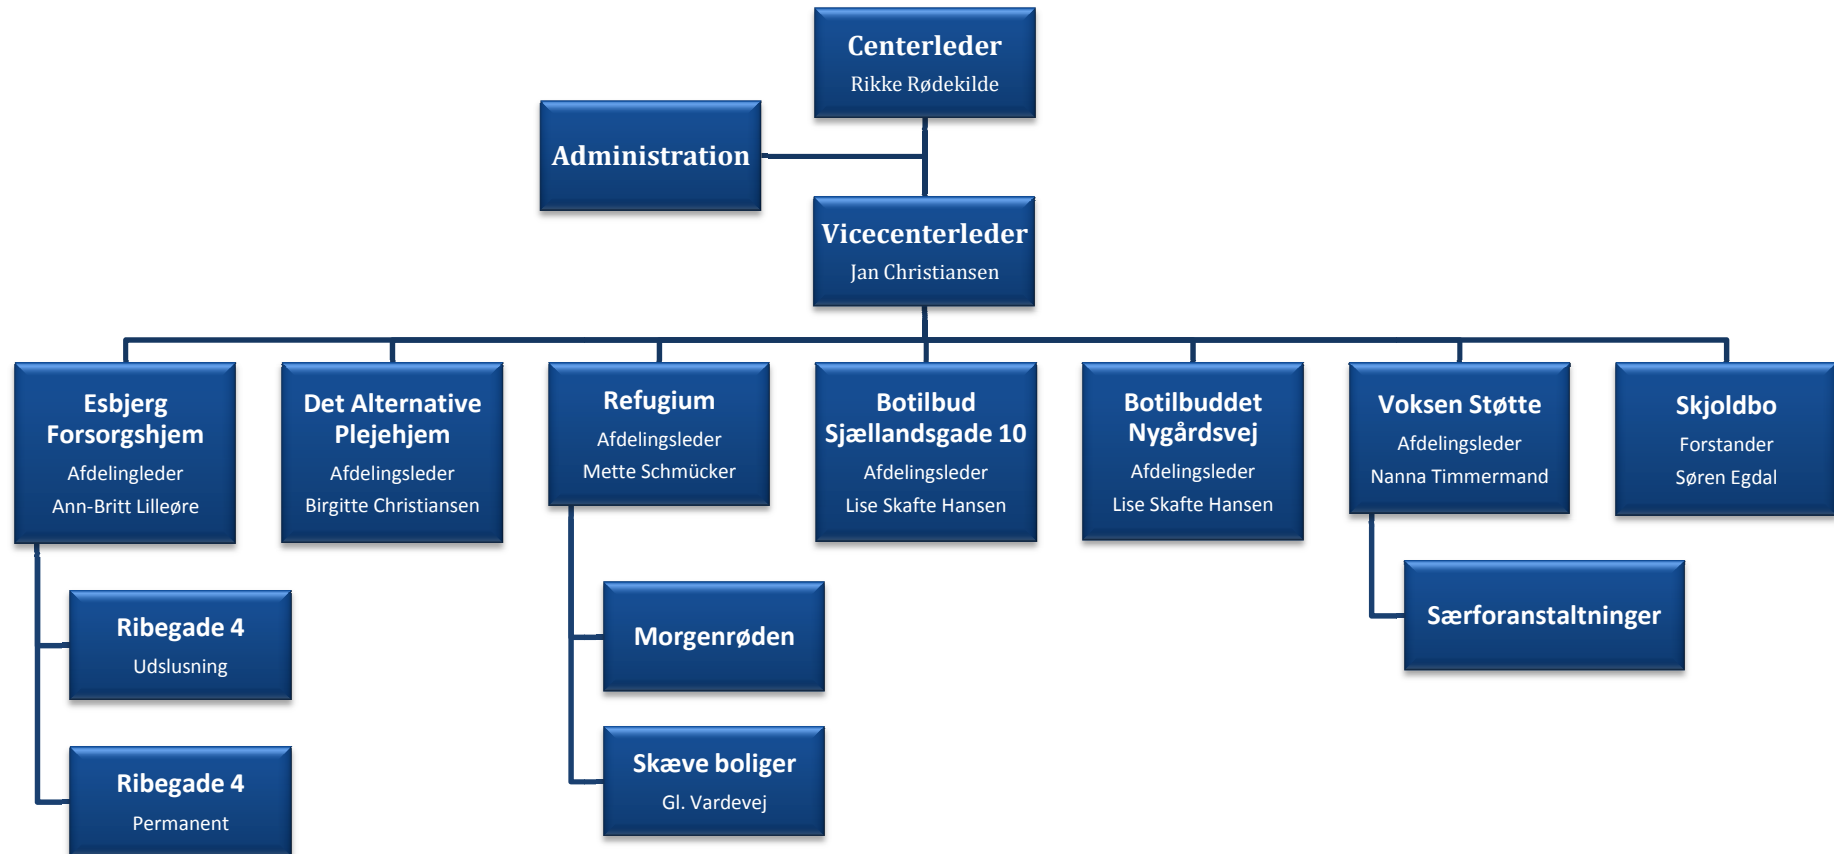 Centerleder
Rikke Rødekilde
Administration
Vicecenterleder
Jan Christiansen
Esbjerg
Forsorgshjem
Afdelingleder
Ann-Britt Lilleøre
Det Alternative
Plejehjem
Afdelingsleder
Birgitte Christiansen
Refugium
Afdelingsleder
Mette Schmücker
Botilbud
Sjællandsgade 10
Afdelingsleder
Lise Skafte Hansen
Botilbuddet
Nygårdsvej
Afdelingsleder
Lise Skafte Hansen
Voksen Støtte
Afdelingsleder
Nanna Timmermand
Skjoldbo
Forstander
Søren Egdal
Ribegade 4
Udslusning
Ribegade 4
Permanent
Morgenrøden
Skæve boliger
Gl. Vardevej
Særforanstaltninger